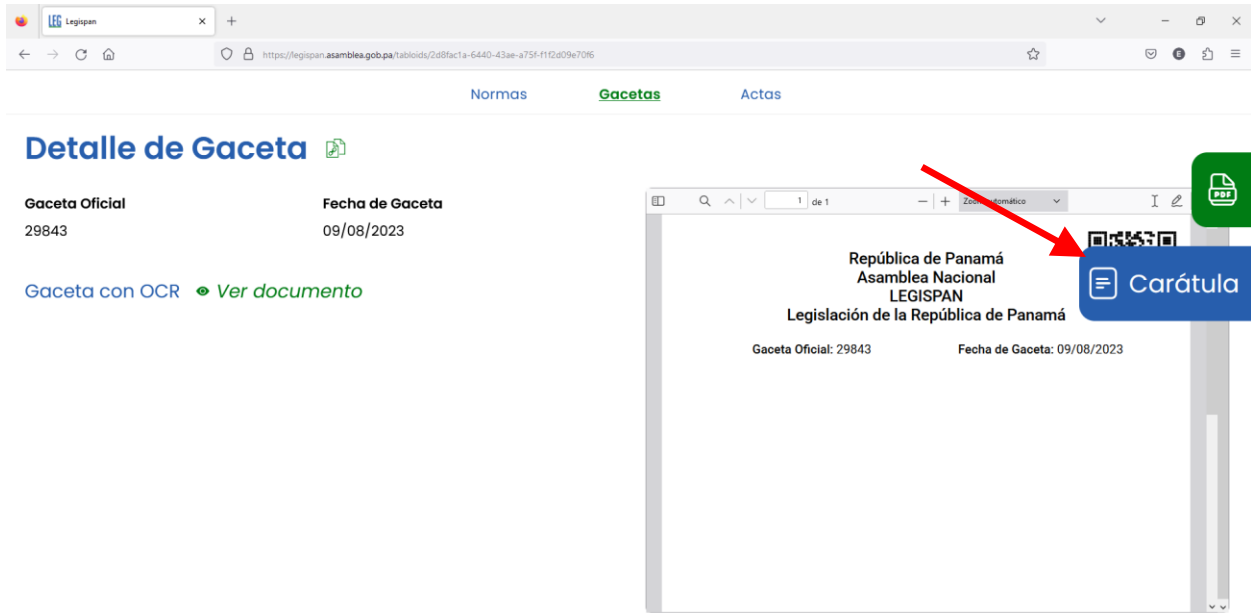 LEG Legispan
https://legispan.asamblea.gob.pa/tabloids/2d8fac1a-6440-43ae-a75f-f1f2d09e70f6
E
Normas Gacetas Actas
Detalle de Gaceta
Gaceta Oficial Fecha de Gaceta
29843 09/08/2023
Gaceta con OCR Ver documento
1 de 1 Zoom automático
PDF
Carátula
República de Panamá
Asamblea Nacional
LEGISPAN
Legislación de la República de Panamá
Gaceta Oficial: 29843 Fecha de Gaceta: 09/08/2023